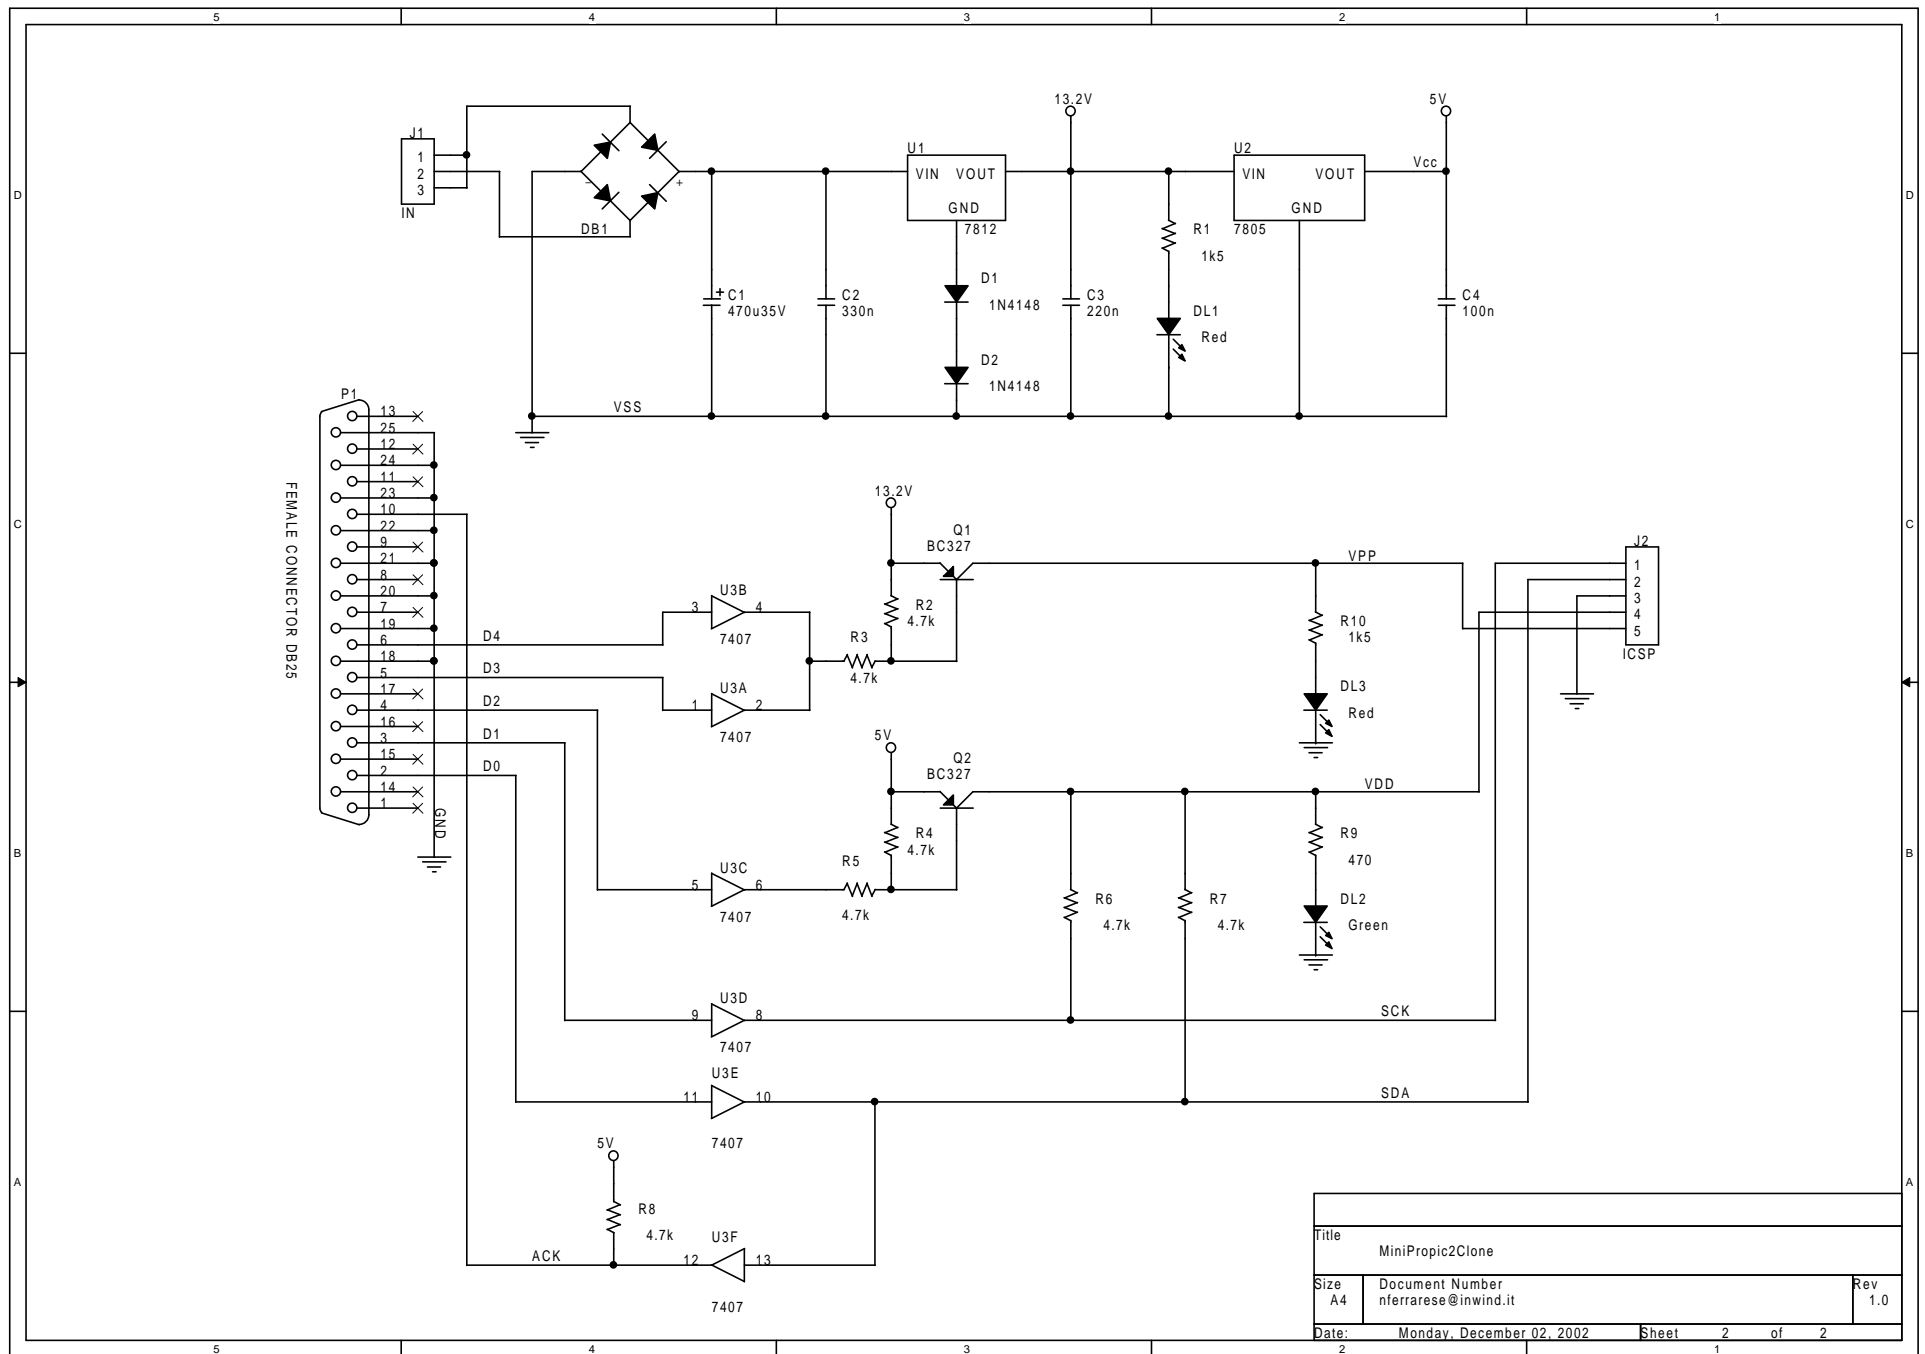 5 4 3 2 1
D
C
B
A
D
C
B
A
J1
1
2
3
IN
DB1
-
+
+
C1
470u35V
C2
330n
U1
VIN VOUT
GND
7812
D1
1N4148
D2
1N4148
13.2V
C3
220n
R1
1k5
DL1
Red
U2
VIN VOUT
GND
7805
Vcc
5V
C4
100n
VSS
P1
FEMALE CONNECTOR DB25
13
25
12
24
11
23
10
22
9
21
8
20
7
19
6
18
5
17
4
16
3
15
2
14
1
GND
D4
D3
D2
D1
D0
U3B
3 4
7407
U3A
1 2
7407
R3
4.7k
13.2V
R2
4.7k
Q1
BC327
VPP
R10
1k5
DL3
Red
J2
1
2
3
4
5
ICSP
5V
Q2
BC327
R4
4.7k
U3C
5 6
7407
R5
4.7k
VDD
R6
4.7k
R7
4.7k
R9
470
DL2
Green
U3D
9 8
7407
SCK
U3E
11 10
7407
SDA
5V
R8
4.7k
ACK
U3F
12 13
7407
Title
MiniPropic2Clone
Size
A4
Document Number
nferrarese@inwind.it
Rev
1.0
Date: Monday, December 02, 2002 Sheet 2 of 2
5 4 3 2 1